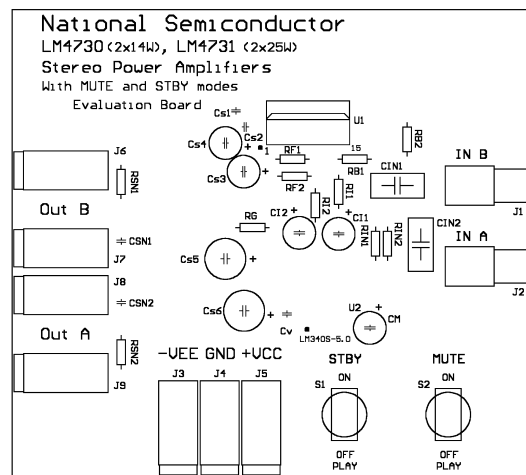 National Semiconductor
LM4730 (2x14W), LM4731 (2x25W)
Stereo Power Amplifiers
With MUTE and STBY modes
Evaluation Board
Cs1
Cs2
U1
Cs4
+
1
15
RB2
J6
RF1
RB1
CIN1
IN B
Cs3
+
RSN1
RF2
RI1
RI2
J1
Out B
RG
CI2
+
+
CI1
RIN1
RIN2
CIN2
IN A
CSN1
J7
Cs5
+
J8
J2
CSN2
Cs6
+
Cv
U2
+
CM
LM340S-5.0
Out A
RSN2
-VEE GND +VCC
STBY
MUTE
J9
J3
J4
J5
S1
ON
S2
ON
OFF
PLAY
OFF
PLAY